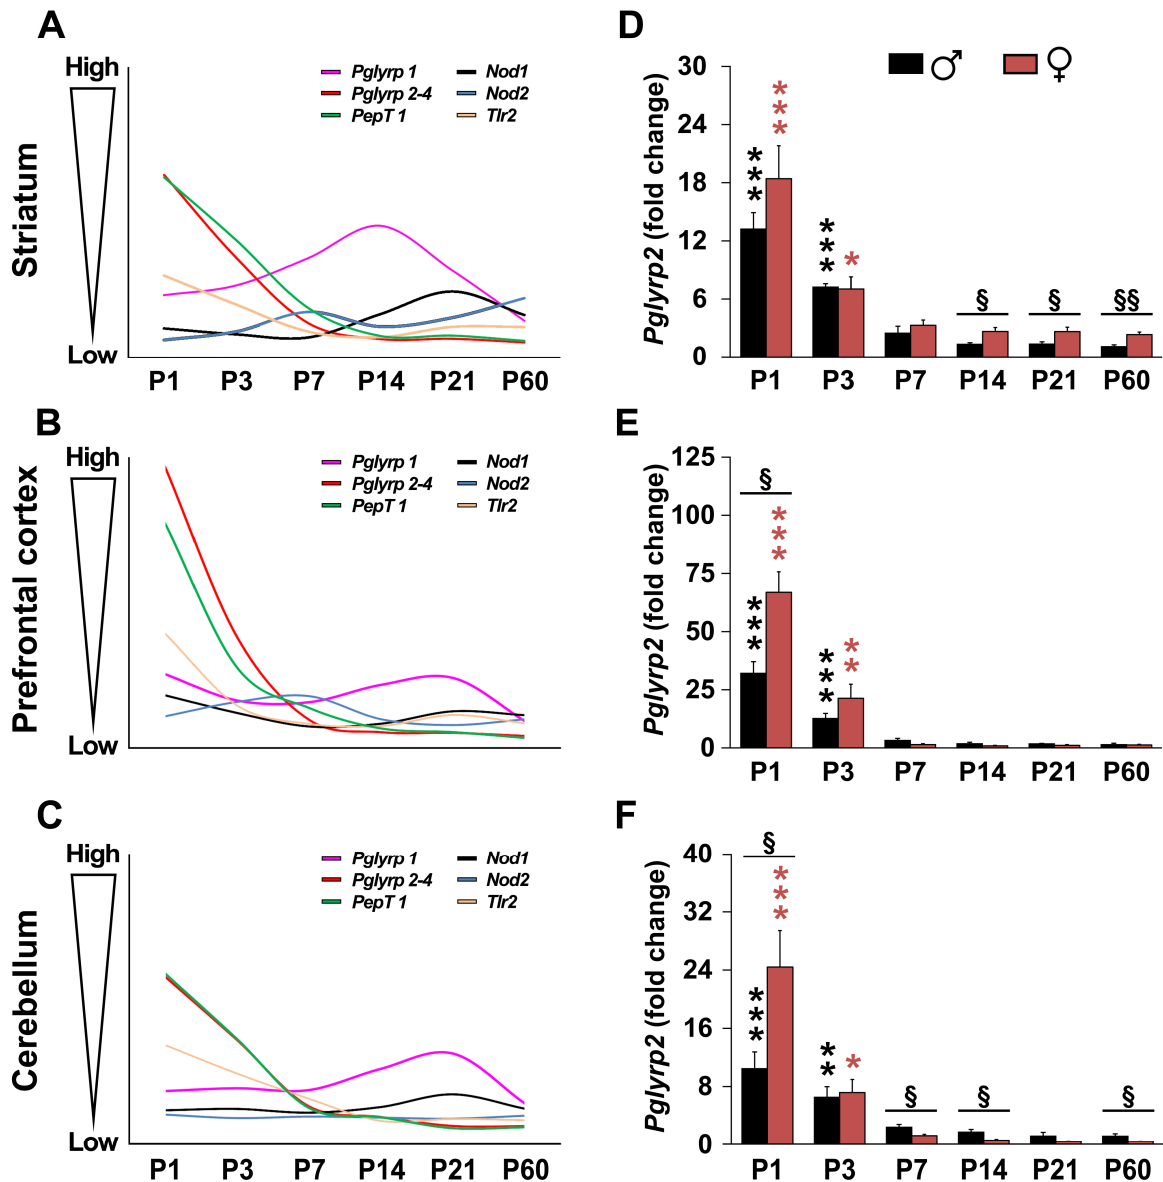 A
High
Striatum
Low
Pglyrp 1
Pglyrp 2-4
PepT 1
Nod1
Nod2
Tlr2
P1 P3 P7 P14 P21 P60
D
♂ ♀
Pglyrp2 (fold change)
30
24
18
12
6
0
***
***
***
*
§ § §§
P1 P3 P7 P14 P21 P60
B
High
Prefrontal cortex
Low
Pglyrp 1
Pglyrp 2-4
PepT 1
Nod1
Nod2
Tlr2
P1 P3 P7 P14 P21 P60
E
Pglyrp2 (fold change)
125
100
75
50
25
0
§
***
***
***
**
P1 P3 P7 P14 P21 P60
C
High
Cerebellum
Low
Pglyrp 1
Pglyrp 2-4
PepT 1
Nod1
Nod2
Tlr2
P1 P3 P7 P14 P21 P60
F
Pglyrp2 (fold change)
40
32
24
16
8
0
§
***
***
**
*
§ § §
P1 P3 P7 P14 P21 P60